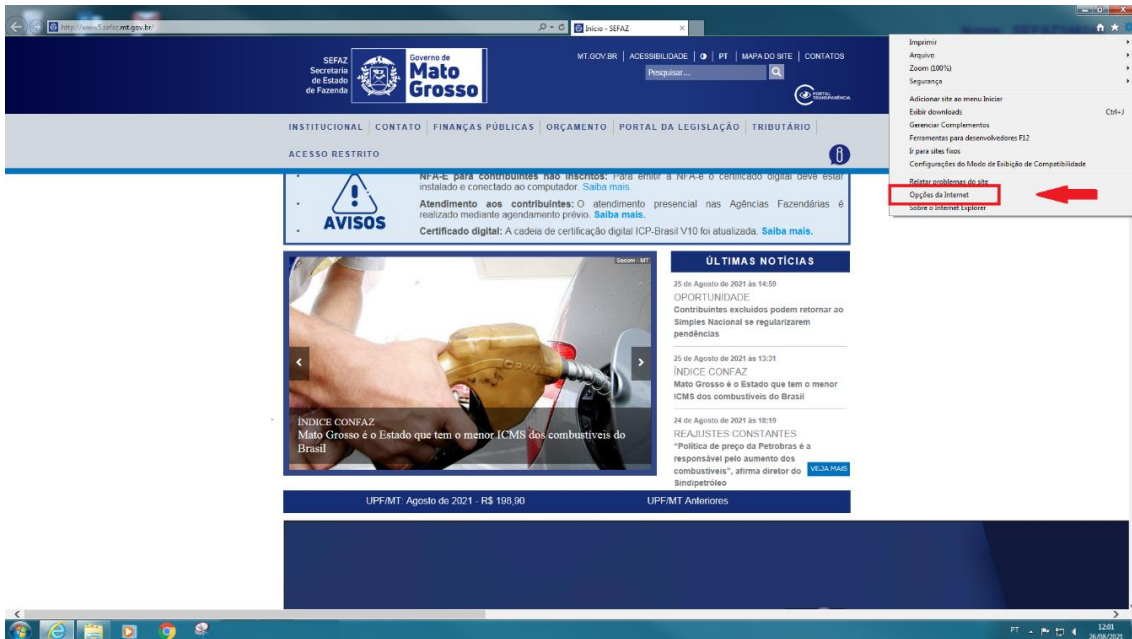 http://www5.sefaz.mt.gov.br/
Início - SEFAZ
SEFAZ
Secretaria
de Estado
de Fazenda
Governo de
Mato
Grosso
MT.GOV.BR | ACESSIBILIDADE | PT | MAPA DO SITE | CONTATOS
Pesquisar...
PORTAL
TRANSPARÊNCIA
INSTITUCIONAL | CONTATO | FINANÇAS PÚBLICAS | ORÇAMENTO | PORTAL DA LEGISLAÇÃO | TRIBUTÁRIO
ACESSO RESTRITO
Imprimir
Arquivo
Zoom (100%)
Segurança
Adicionar site ao menu Iniciar
Exibir downloads Ctrl+J
Gerenciar Complementos
Ferramentas para desenvolvedores F12
Ir para sites fixos
Configurações do Modo de Exibição de Compatibilidade
Relatar problemas do site
Opções da Internet
Sobre o Internet Explorer
AVISOS
NFA-E para contribuintes não inscritos: Para emitir a NFA-e o certificado digital deve estar
instalado e conectado ao computador. Saiba mais.
Atendimento aos contribuintes: O atendimento presencial nas Agências Fazendárias é
realizado mediante agendamento prévio. Saiba mais.
Certificado digital: A cadeia de certificação digital ICP-Brasil V10 foi atualizada. Saiba mais.
Secom - MT
ÍNDICE CONFAZ
Mato Grosso é o Estado que tem o menor ICMS dos combustíveis do
Brasil
ÚLTIMAS NOTÍCIAS
25 de Agosto de 2021 às 14:59
OPORTUNIDADE
Contribuintes excluídos podem retornar ao
Simples Nacional se regularizarem
pendências
25 de Agosto de 2021 às 13:31
ÍNDICE CONFAZ
Mato Grosso é o Estado que tem o menor
ICMS dos combustíveis do Brasil
24 de Agosto de 2021 às 18:19
REAJUSTES CONSTANTES
“Política de preço da Petrobras é a
responsável pelo aumento dos
combustíveis”, afirma diretor do
Sindipetróleo
VEJA MAIS
UPF/MT: Agosto de 2021 - R$ 198,90
UPF/MT Anteriores
PT
12:01
26/08/2021